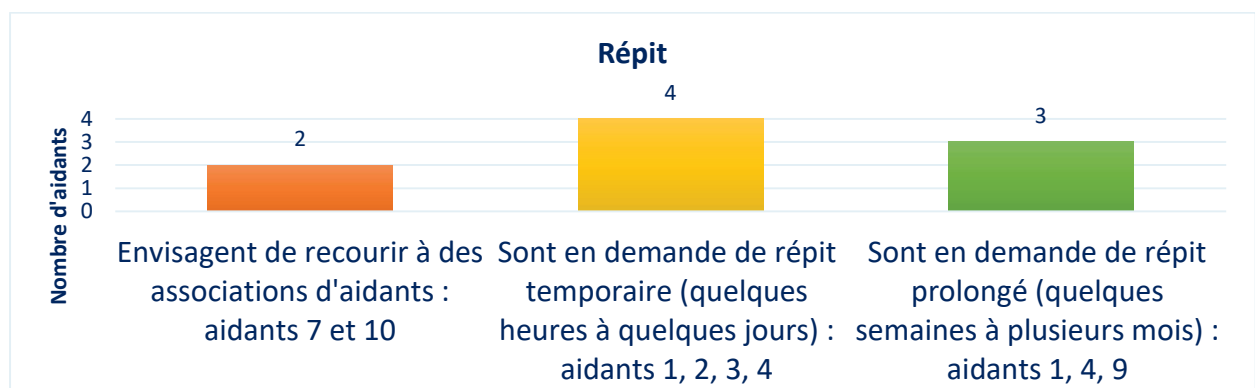 Répit
Nombre d'aidants
4
3
2
1
0
2
4
3
Envisagent de recourir à des
associations d'aidants :
aidants 7 et 10
Sont en demande de répit
temporaire (quelques
heures à quelques jours) :
aidants 1, 2, 3, 4
Sont en demande de répit
prolongé (quelques
semaines à plusieurs mois) :
aidants 1, 4, 9